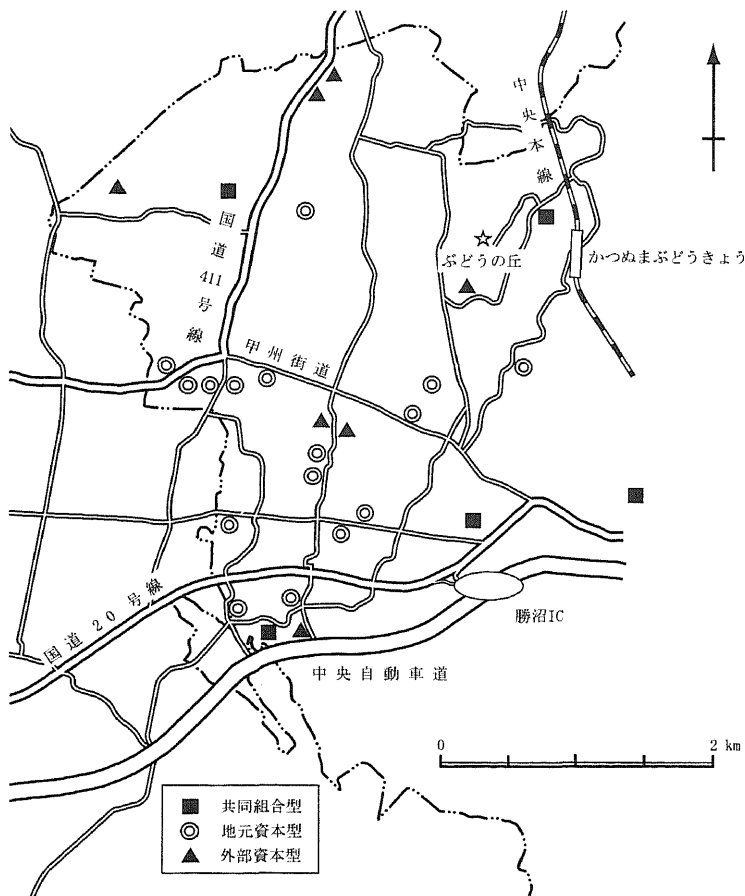 中央本線
国道411号線
ぶどうの丘
かつぬまぶどうきょう
甲州街道
国道20号線
勝沼IC
中央自動車道
0 2 km
共同組合型
地元資本型
外部資本型